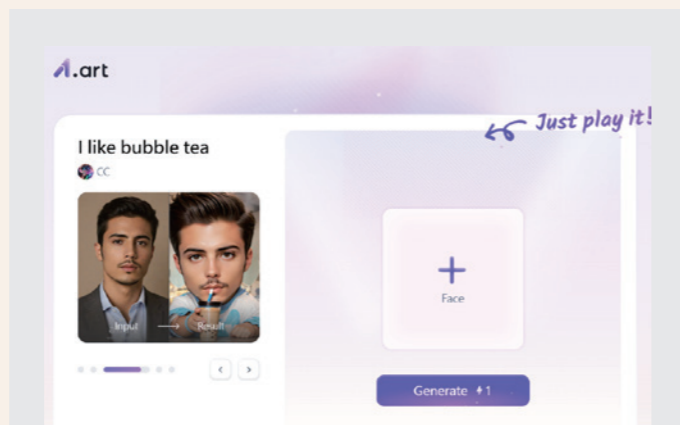 A.art
Just play it!
I like bubble tea
CC
Input → Result
Face
Generate 1